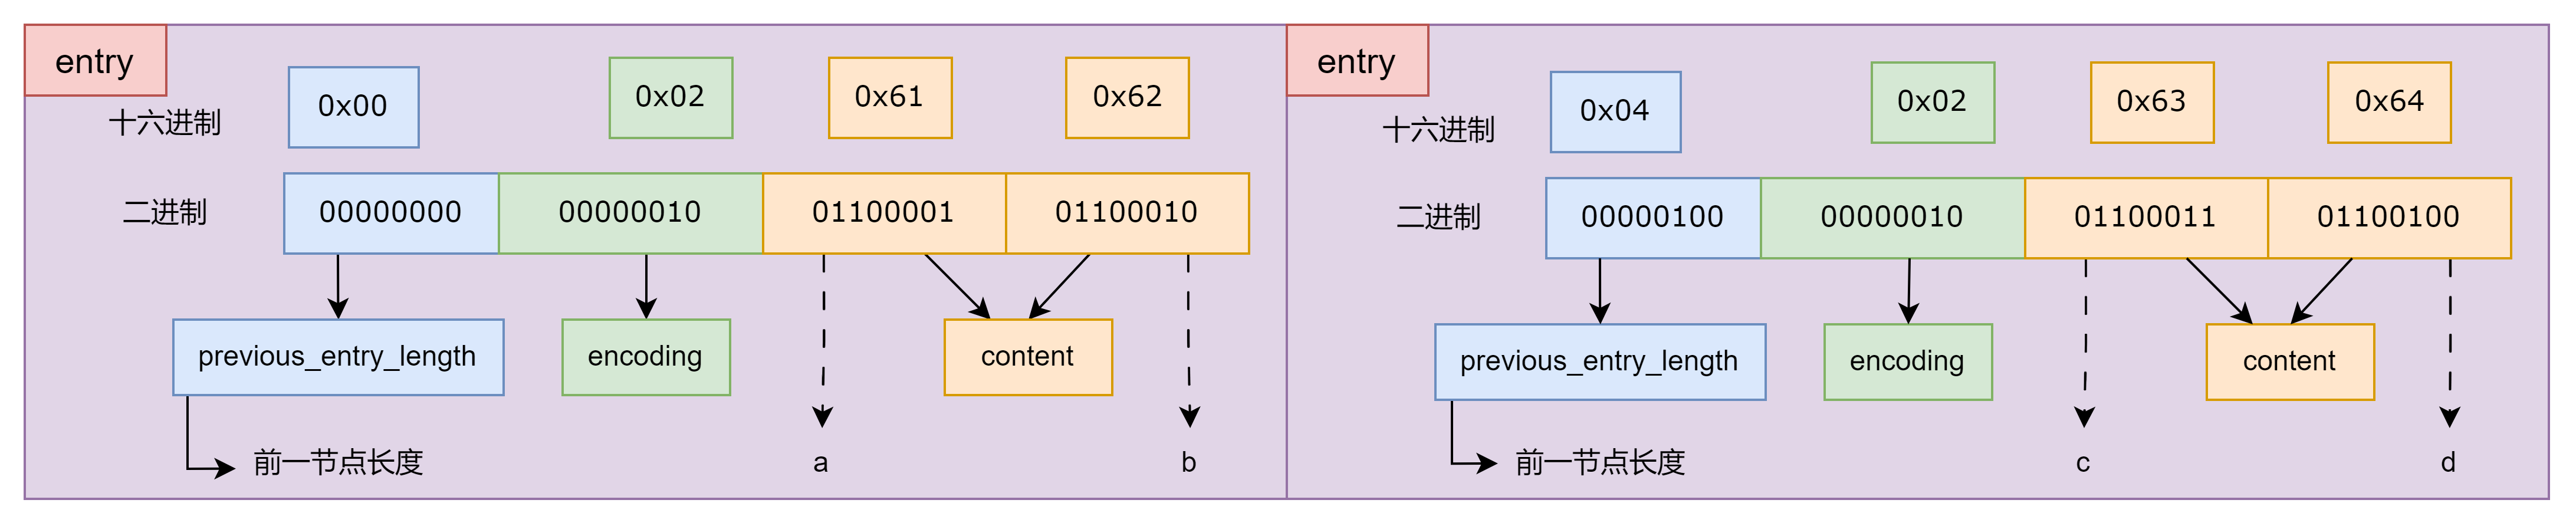 entry
十六进制
0x00
0x02
0x61
0x62
二进制
00000000
00000010
01100001
01100010
previous_entry_length
encoding
content
前一节点长度
a
b
entry
十六进制
0x04
0x02
0x63
0x64
二进制
00000100
00000010
01100011
01100100
previous_entry_length
encoding
content
前一节点长度
c
d